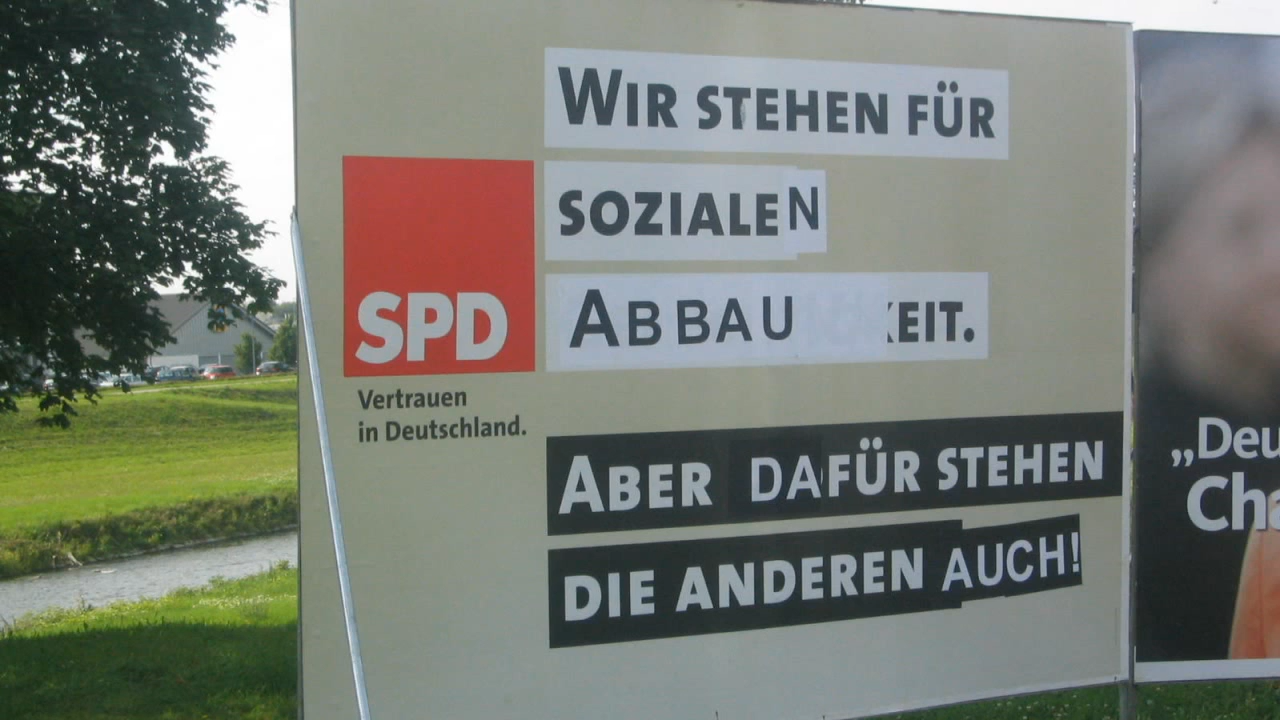 WIR STEHEN FÜR
SOZIALEN
ABBAU KEIT.
SPD
Vertrauen
in Deutschland.
ABER DAFÜR STEHEN
DIE ANDEREN AUCH!
„Deu
Cha